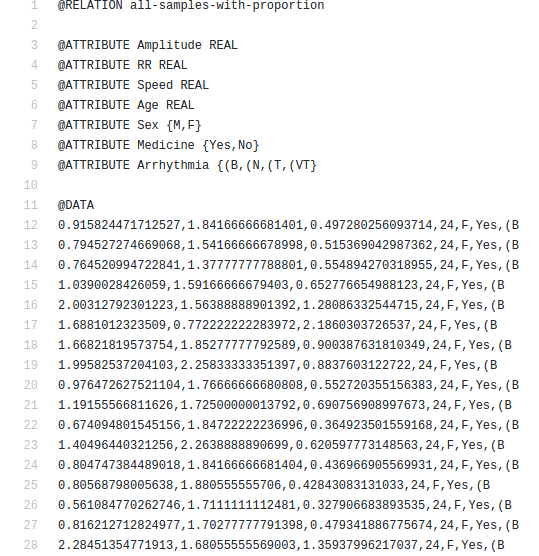 1 @RELATION all-samples-with-proportion
2
3 @ATTRIBUTE Amplitude REAL
4 @ATTRIBUTE RR REAL
5 @ATTRIBUTE Speed REAL
6 @ATTRIBUTE Age REAL
7 @ATTRIBUTE Sex {M,F}
8 @ATTRIBUTE Medicine {Yes,No}
9 @ATTRIBUTE Arrhythmia {(B,(N,(T,(VT}
10
11 @DATA
12 0.915824471712527,1.84166666681401,0.497280256093714,24,F,Yes,(B
13 0.794527274669068,1.54166666678998,0.515369042987362,24,F,Yes,(B
14 0.764520994722841,1.37777777788801,0.554894270318955,24,F,Yes,(B
15 1.0390028426059,1.59166666679403,0.652776654988123,24,F,Yes,(B
16 2.00312792301223,1.56388888901392,1.28086332544715,24,F,Yes,(B
17 1.6881012323509,0.772222222283972,2.1860303726537,24,F,Yes,(B
18 1.66821819573754,1.85277777792589,0.900387631810349,24,F,Yes,(B
19 1.99582537204103,2.25833333351397,0.8837603122722,24,F,Yes,(B
20 0.976472627521104,1.76666666680808,0.552720355156383,24,F,Yes,(B
21 1.19155566811626,1.72500000013792,0.690756908997673,24,F,Yes,(B
22 0.674094801545156,1.84722222236996,0.364923501559168,24,F,Yes,(B
23 1.40496440321256,2.2638888890699,0.620597773148563,24,F,Yes,(B
24 0.804747384489018,1.84166666681404,0.436966905569931,24,F,Yes,(B
25 0.80568798005638,1.880555555706,0.42843083131033,24,F,Yes,(B
26 0.561084770262746,1.7111111112481,0.327906683893535,24,F,Yes,(B
27 0.816212712824977,1.70277777791398,0.479341886775674,24,F,Yes,(B
28 2.28451354771913,1.68055555569003,1.35937996217037,24,F,Yes,(B